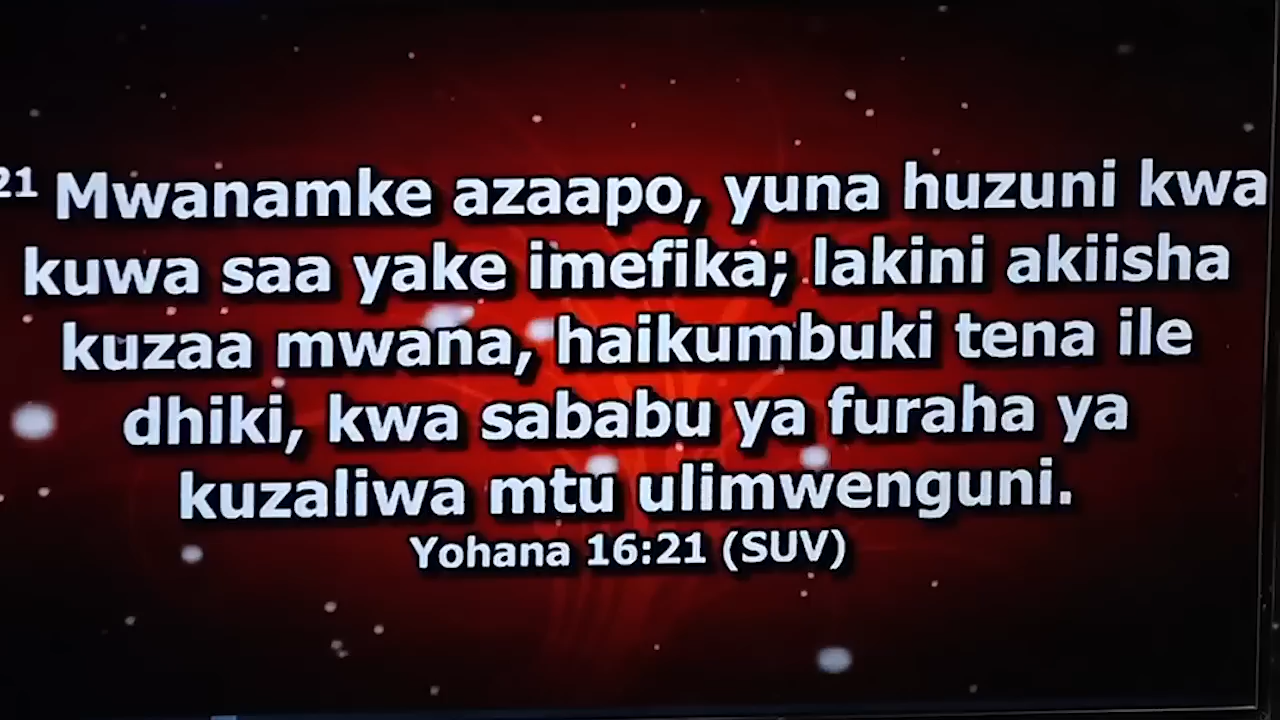 21 Mwanamke azaapo, yuna huzuni kwa
kuwa saa yake imefika; lakini akiisha
kuzaa mwana, haikumbuki tena ile
dhiki, kwa sababu ya furaha ya
kuzaliwa mtu ulimwenguni.
Yohana 16:21 (SUV)